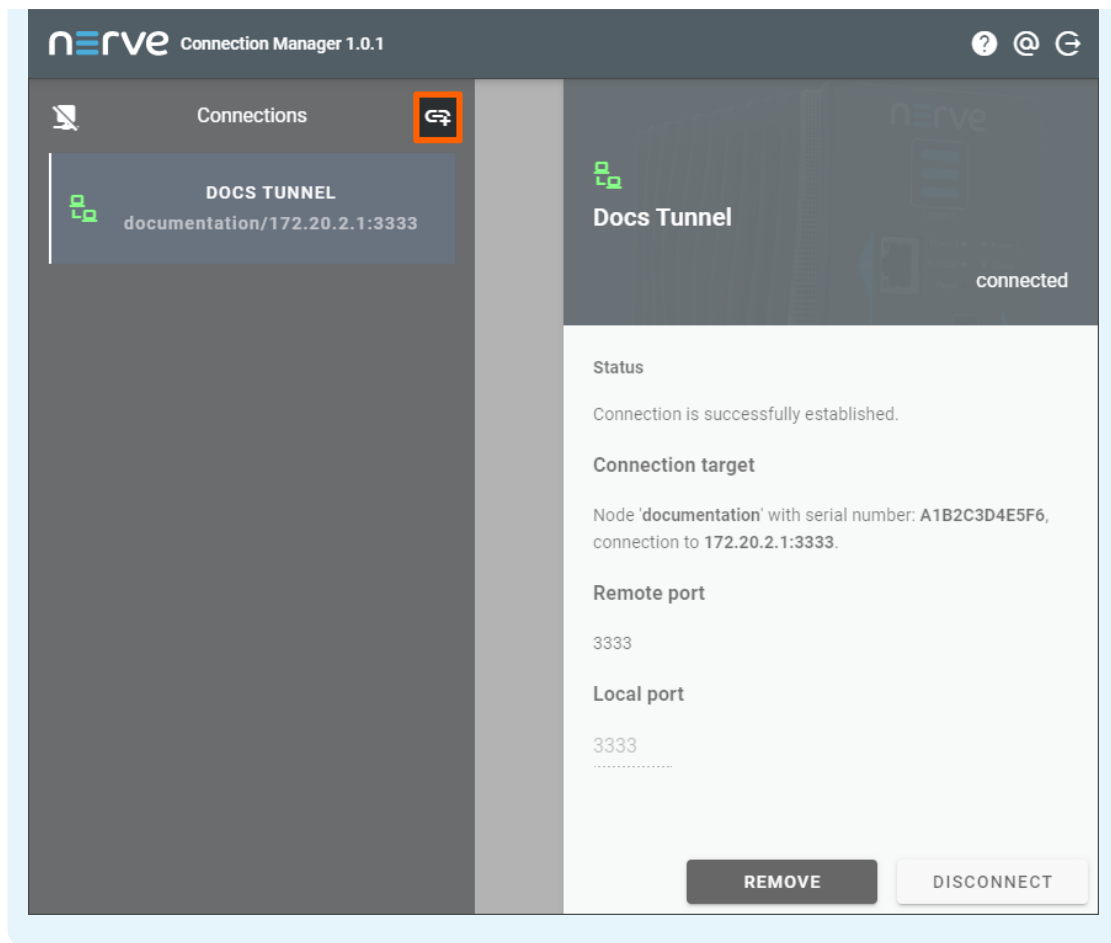 nerve Connection Manager 1.0.1
Connections
DOCS TUNNEL
documentation/172.20.2.1:3333
nerve
Docs Tunnel
connected
Status
Connection is successfully established.
Connection target
Node 'documentation' with serial number: A1B2C3D4E5F6,
connection to 172.20.2.1:3333.
Remote port
3333
Local port
3333
REMOVE
DISCONNECT